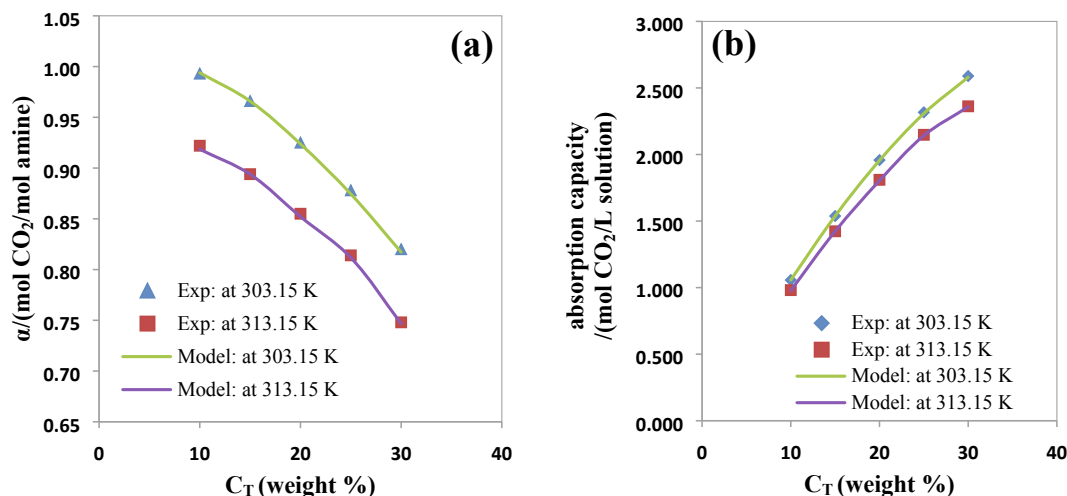 (a)
α/(mol CO₂/mol amine)
1.05
1.00
0.95
0.90
0.85
0.80
0.75
0.70
0.65
Exp: at 303.15 K
Exp: at 313.15 K
Model: at 303.15 K
Model: at 313.15 K
0
10
20
30
40
C_T (weight %)
(b)
absorption capacity
/(mol CO₂/L solution)
3.000
2.500
2.000
1.500
1.000
0.500
0.000
Exp: at 303.15 K
Exp: at 313.15 K
Model: at 303.15 K
Model: at 313.15 K
0
10
20
30
40
C_T (weight %)